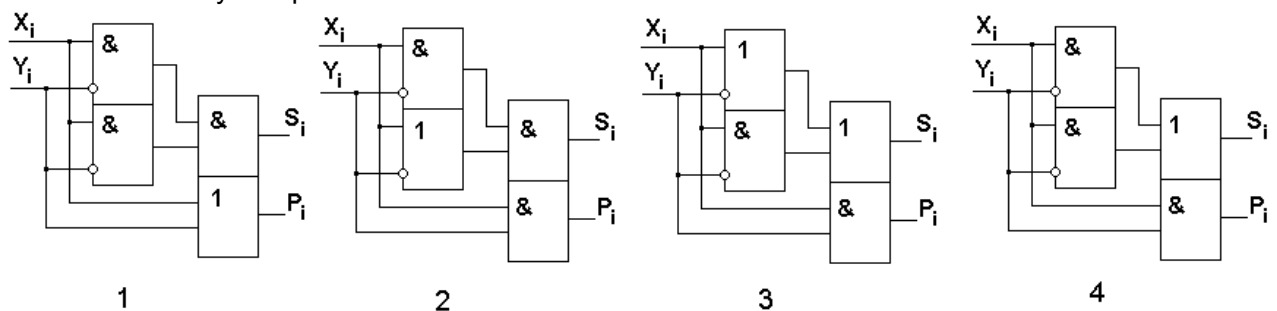 Xi & Yi & & Si 1 Pi
Xi & Yi 1 & Si & Pi
Xi 1 Yi & 1 Si & Pi
Xi & Yi & 1 Si & Pi
1 2 3 4